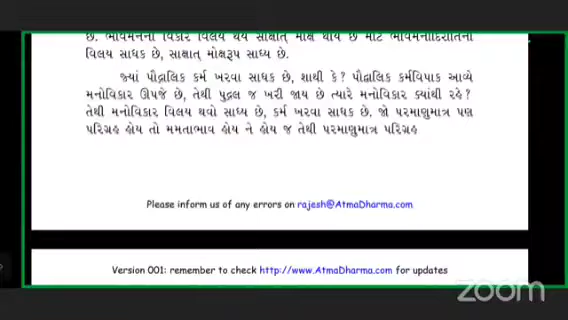 છે. ભાવમનનો વિકાર વિલય થયે સાક્ષાત્ મોક્ષ થાય છે માટે ભાવમનાદિરીતિનો
વિલય સાધક છે, સાક્ષાત્ મોક્ષરૂપ સાધ્ય છે.
જ્યાં પૌદ્ગલિક કર્મ ખરવા સાધક છે, શાથી કે? પૌદ્ગલિક કર્મવિપાક આવ્યે
મનોવિકાર ઊપજે છે, તેથી પુદ્ગલ જ ખરી જાય છે ત્યારે મનોવિકાર ક્યાંથી રહે?
તેથી મનોવિકાર વિલય થવો સાધ્ય છે, કર્મ ખરવા સાધક છે. જો પરમાણુમાત્ર પણ
પરિગ્રહ હોય તો મમતાભાવ હોય ને હોય જ તેથી પરમાણુમાત્ર પરિગ્રહ
Please inform us of any errors on rajesh@AtmaDharma.com
Version 001: remember to check http://www.AtmaDharma.com for updates
zoom